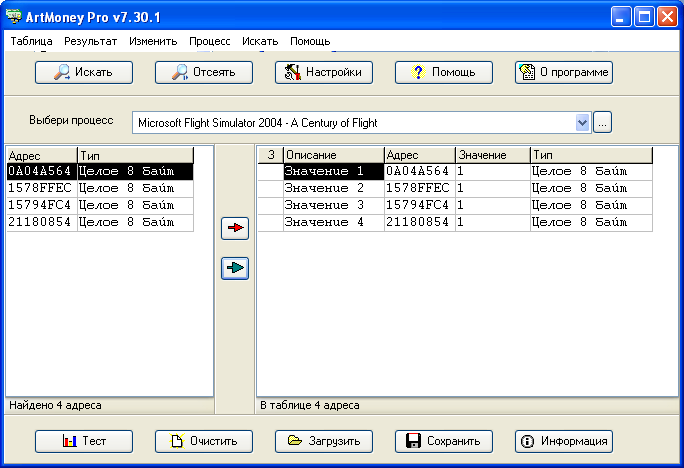 ArtMoney Pro v7.30.1
Таблица Результат Изменить Процесс Искать Помощь
Искать Отсеять Настройки ? Помощь О программе
Выбери процесс Microsoft Flight Simulator 2004 - A Century of Flight ...
Адрес Тип З Описание Адрес Значение Тип
0A04A564 Целое 8 байт Значение 1 0A04A564 1 Целое 8 байт
1578FFEC Целое 8 байт Значение 2 1578FFEC 1 Целое 8 байт
15794FC4 Целое 8 байт Значение 3 15794FC4 1 Целое 8 байт
21180854 Целое 8 байт Значение 4 21180854 1 Целое 8 байт
Найдено 4 адреса В таблице 4 адреса
Тест Очистить Загрузить Сохранить Информация